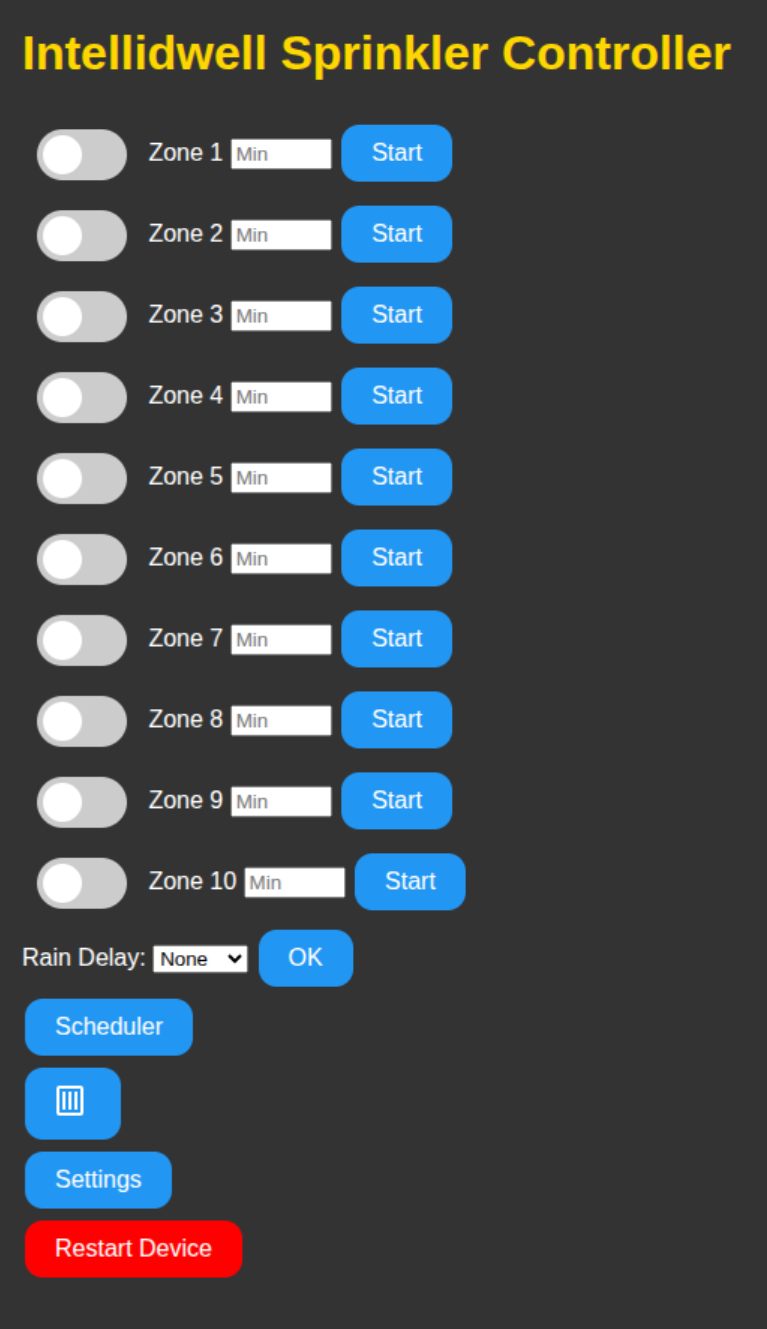 Intellidwell Sprinkler Controller
Zone 1 Min Start
Zone 2 Min Start
Zone 3 Min Start
Zone 4 Min Start
Zone 5 Min Start
Zone 6 Min Start
Zone 7 Min Start
Zone 8 Min Start
Zone 9 Min Start
Zone 10 Min Start
Rain Delay: None OK
Scheduler
Settings
Restart Device